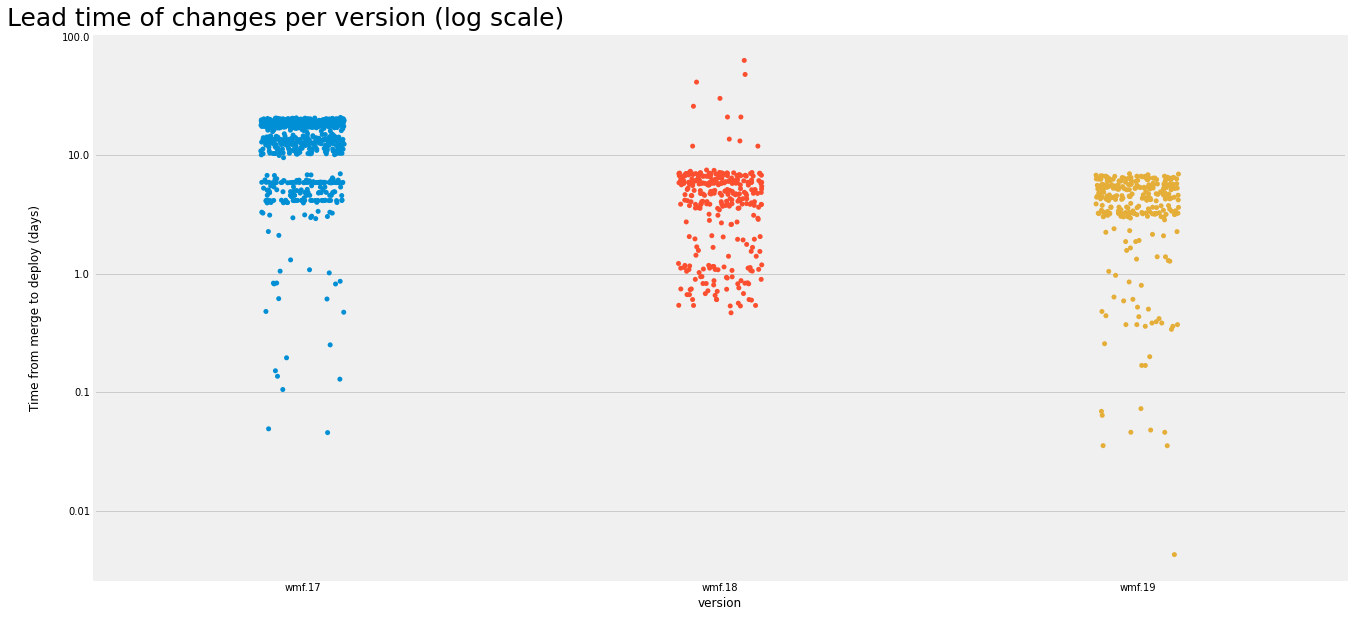 Lead time of changes per version (log scale)
100.0
10.0
1.0
0.1
0.01
Time from merge to deploy (days)
wmf.17
wmf.18
wmf.19
version